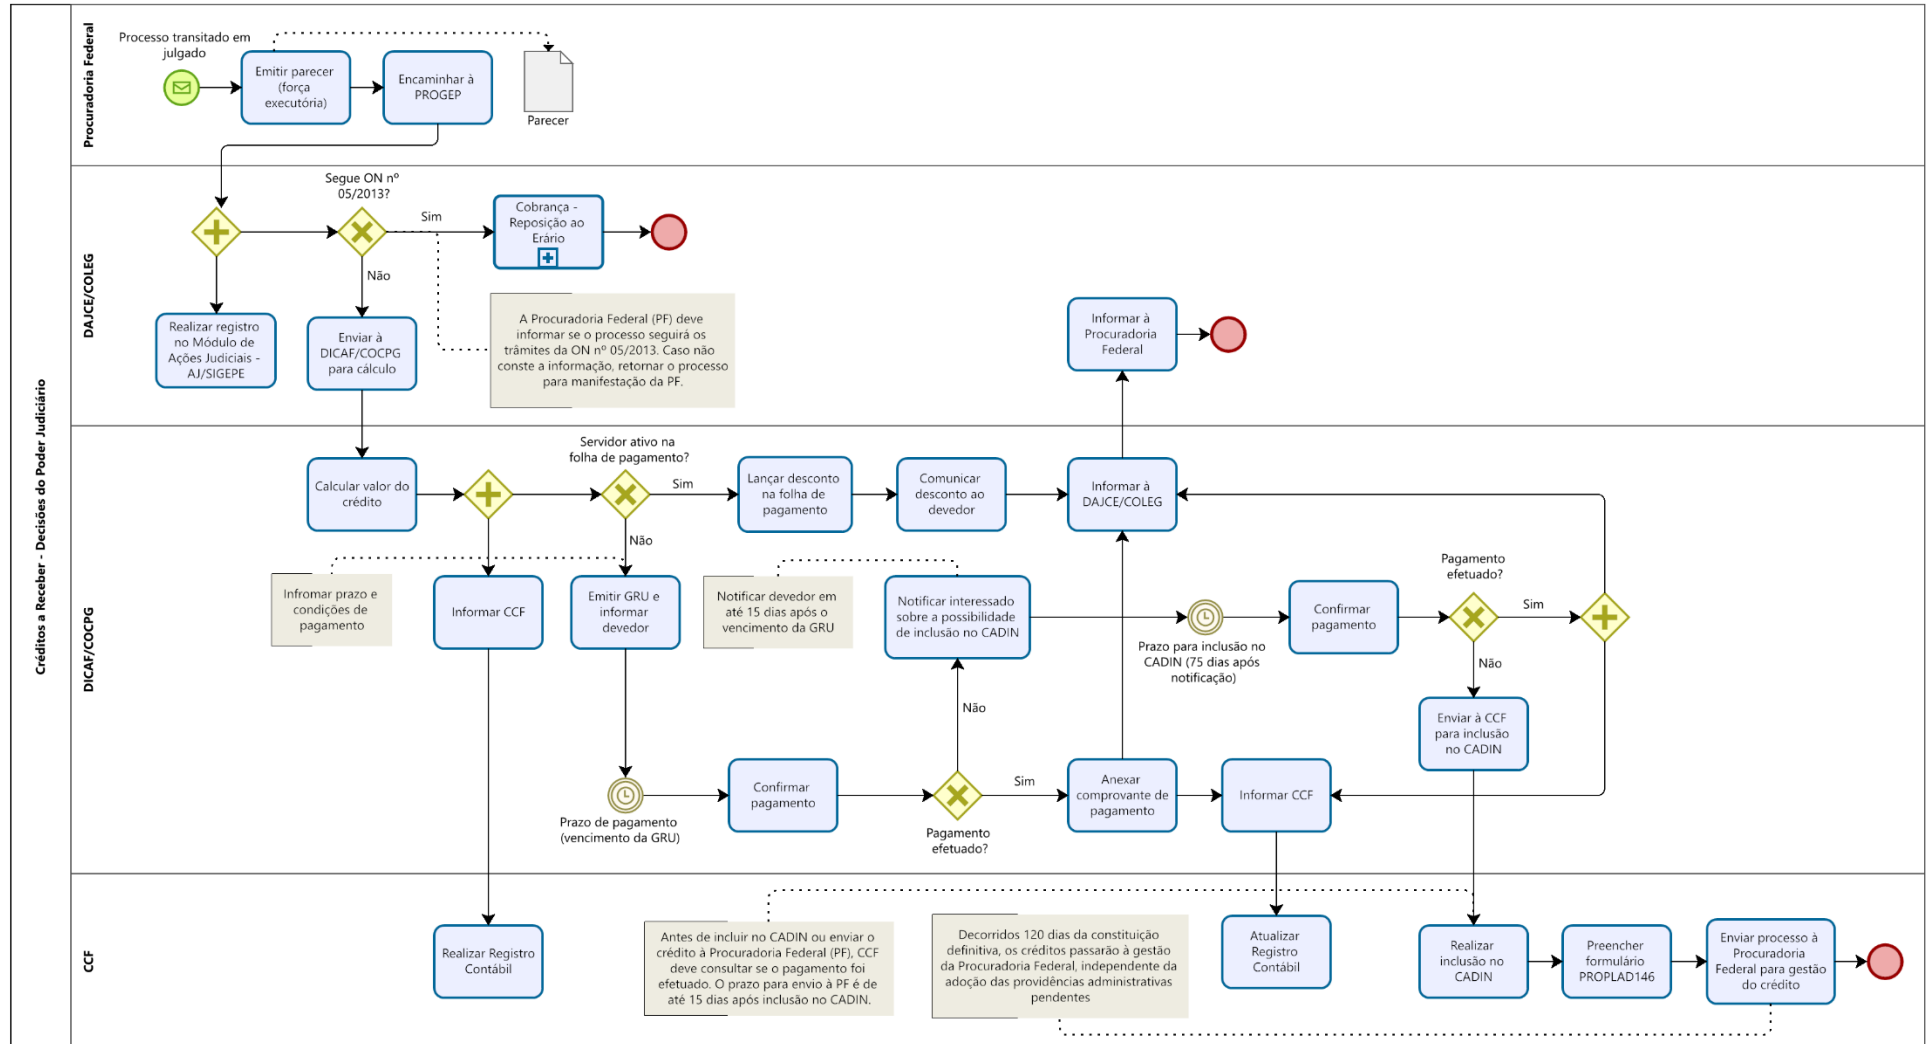 Créditos a Receber - Decisões do Poder Judiciário
Procuradoria Federal
Processo transitado em
julgado
Emitir parecer
(força
executória)
Encaminhar à
PROGEP
Parecer
DAJCE/COLEG
Segue ON nº
05/2013?
Sim
Não
Cobrança -
Reposição ao
Erário
Realizar registro
no Módulo de
Ações Judiciais -
AJ/SIGEPE
Enviar à
DICAF/COCPG
para cálculo
A Procuradoria Federal (PF) deve
informar se o processo seguirá os
trâmites da ON nº 05/2013. Caso não
conste a informação, retornar o processo
para manifestação da PF.
Informar à
Procuradoria
Federal
DICAF/COCPG
Calcular valor do
crédito
Servidor ativo na
folha de pagamento?
Sim
Não
Lançar desconto
na folha de
pagamento
Comunicar
desconto ao
devedor
Informar à
DAJCE/COLEG
Infromar prazo e
condições de
pagamento
Informar CCF
Emitir GRU e
informar
devedor
Notificar devedor em
até 15 dias após o
vencimento da GRU
Notificar interessado
sobre a possibilidade
de inclusão no CADIN
Prazo para inclusão no
CADIN (75 dias após
notificação)
Confirmar
pagamento
Pagamento
efetuado?
Sim
Não
Enviar à CCF
para inclusão
no CADIN
Prazo de pagamento
(vencimento da GRU)
Confirmar
pagamento
Não
Pagamento
efetuado?
Sim
Anexar
comprovante de
pagamento
Informar CCF
CCF
Realizar Registro
Contábil
Antes de incluir no CADIN ou enviar o
crédito à Procuradoria Federal (PF), CCF
deve consultar se o pagamento foi
efetuado. O prazo para envio à PF é de
até 15 dias após inclusão no CADIN.
Decorridos 120 dias da constituição
definitiva, os créditos passarão à gestão
da Procuradoria Federal, independente da
adoção das providências administrativas
pendentes
Atualizar
Registro
Contábil
Realizar
inclusão no
CADIN
Preencher
formulário
PROPLAD146
Enviar processo à
Procuradoria
Federal para gestão
do crédito